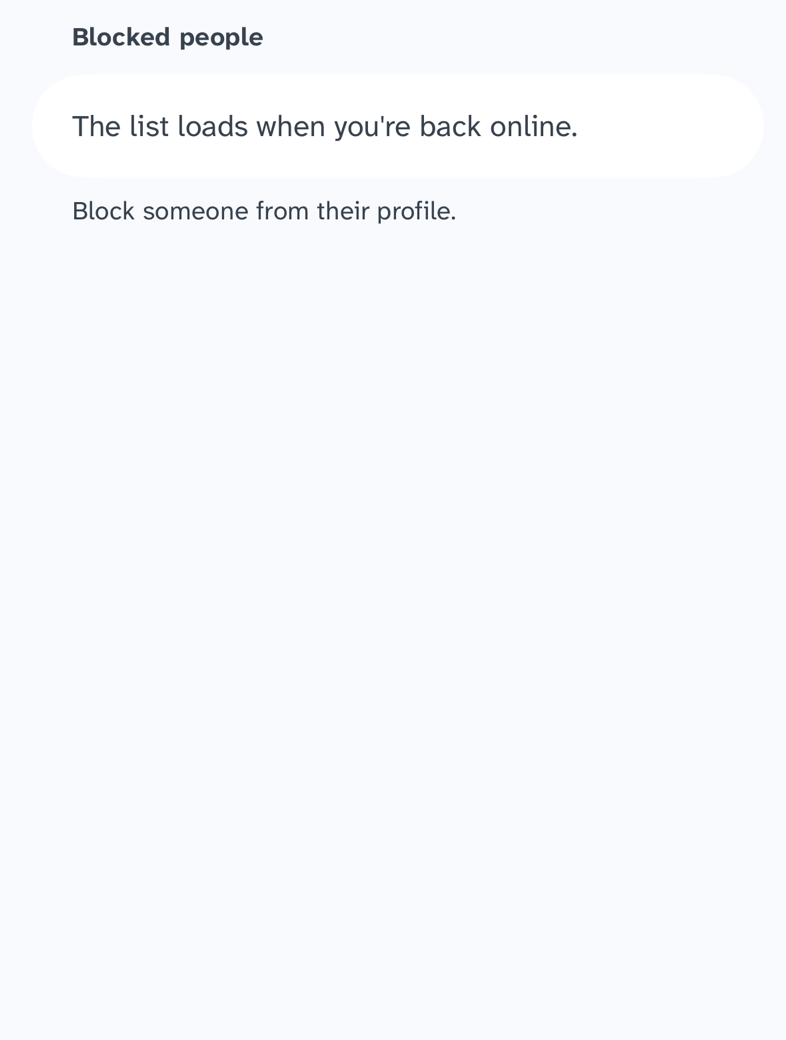 Blocked people
The list loads when you're back online.
Block someone from their profile.